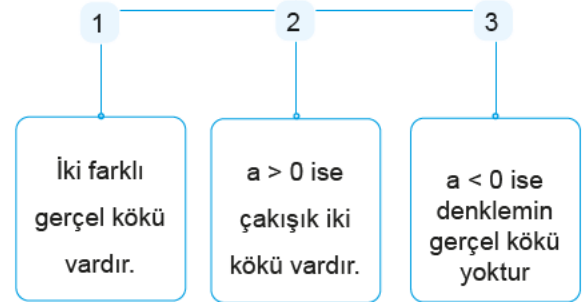 1
2
3
İki farklı
gerçel kökü
vardır.
a > 0 ise
çakışık iki
kökü vardır.
a < 0 ise
denklemin
gerçel kökü
yoktur